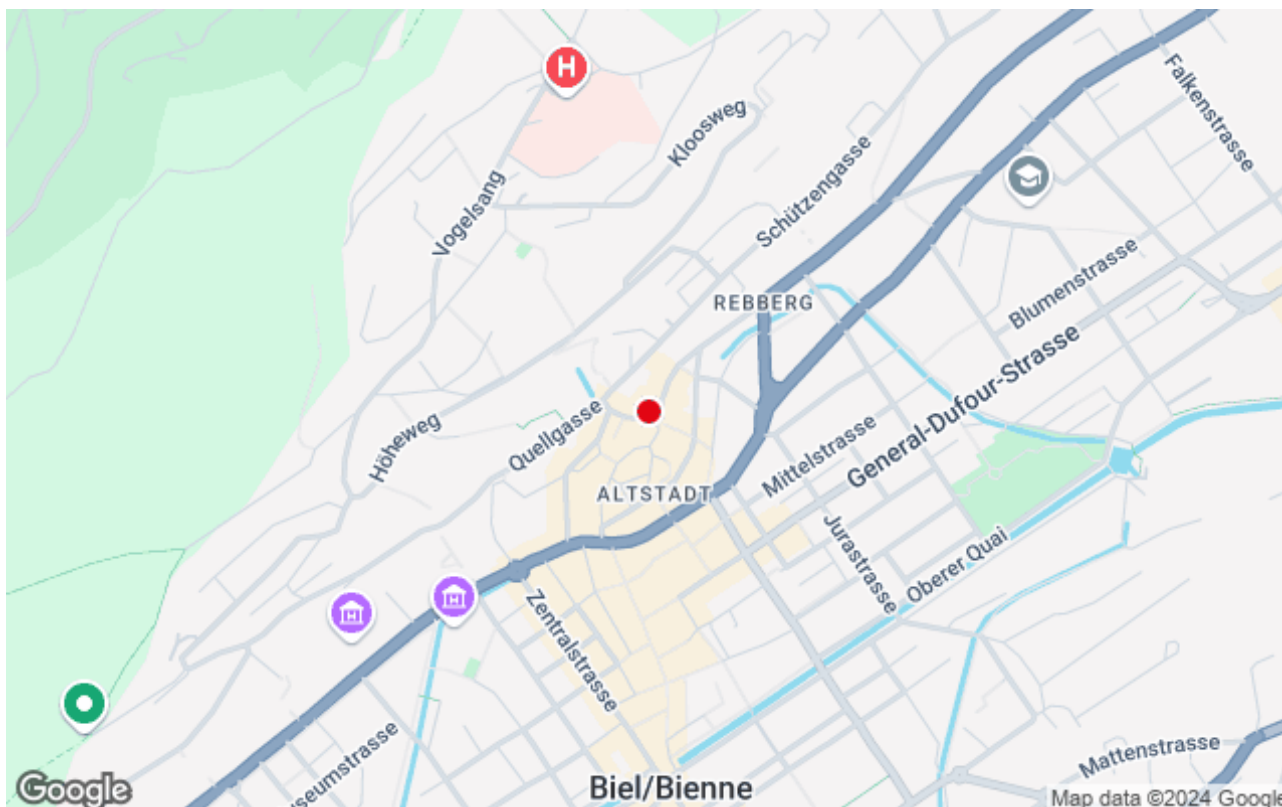 H
Falkenstrasse
Kloosweg
Vogelsang
Schützengasse
REBBERG
Blumenstrasse
General-Dufour-Strasse
Höheweg
Quellgasse
Mittelstrasse
ALTSTADT
Jurastrasse
Oberer Quai
H
H
Zentralstrasse
useumstrasse
Mattenstrasse
Biel/Bienne
Google
Map data ©2024 Google